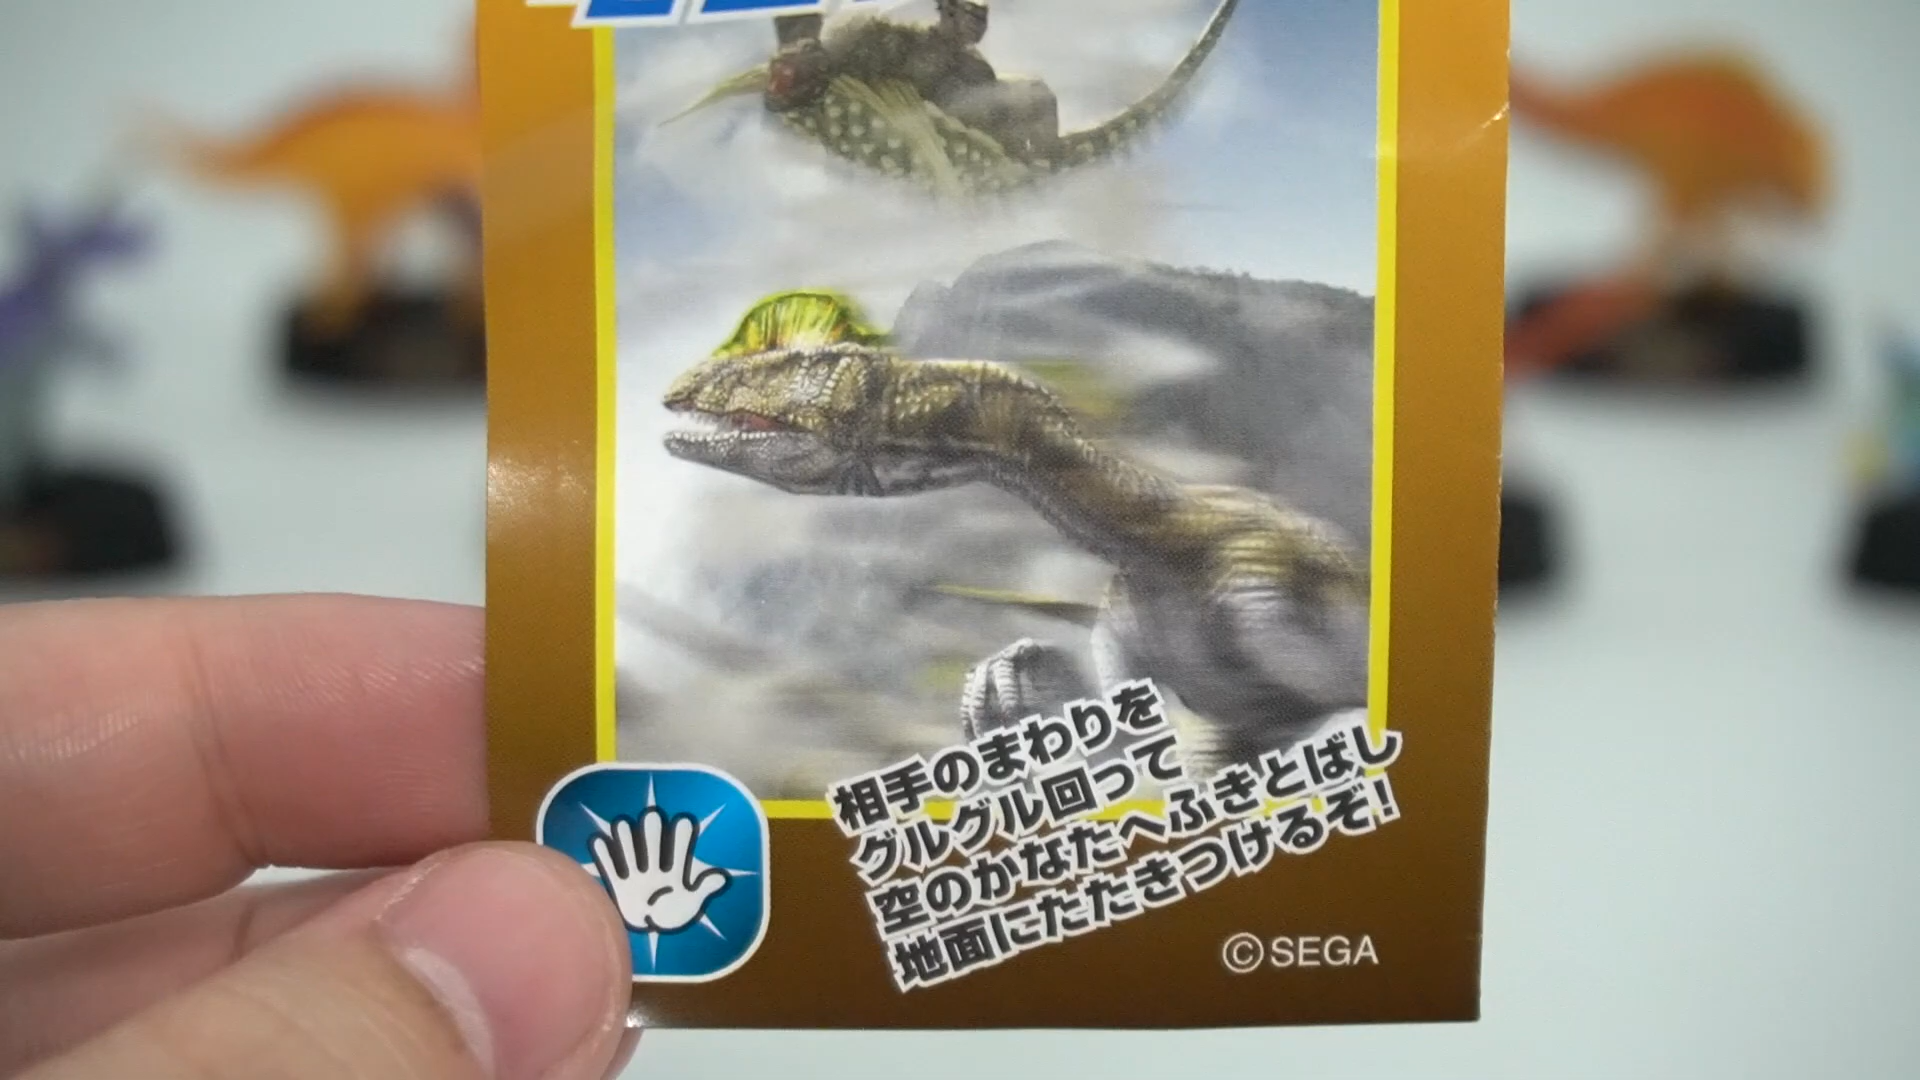 相手のまわりを
グルグル回って
空のかなたへふきとばし
地面にたたきつけるぞ!
©SEGA